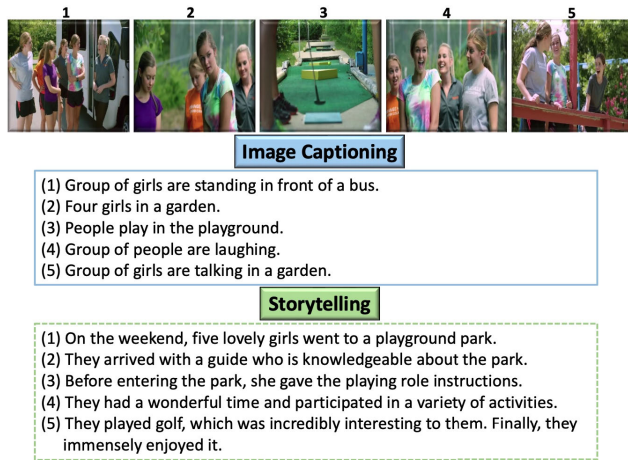 1 2 3 4 5
Image Captioning
(1) Group of girls are standing in front of a bus.
(2) Four girls in a garden.
(3) People play in the playground.
(4) Group of people are laughing.
(5) Group of girls are talking in a garden.
Storytelling
(1) On the weekend, five lovely girls went to a playground park.
(2) They arrived with a guide who is knowledgeable about the park.
(3) Before entering the park, she gave the playing role instructions.
(4) They had a wonderful time and participated in a variety of activities.
(5) They played golf, which was incredibly interesting to them. Finally, they
immensely enjoyed it.